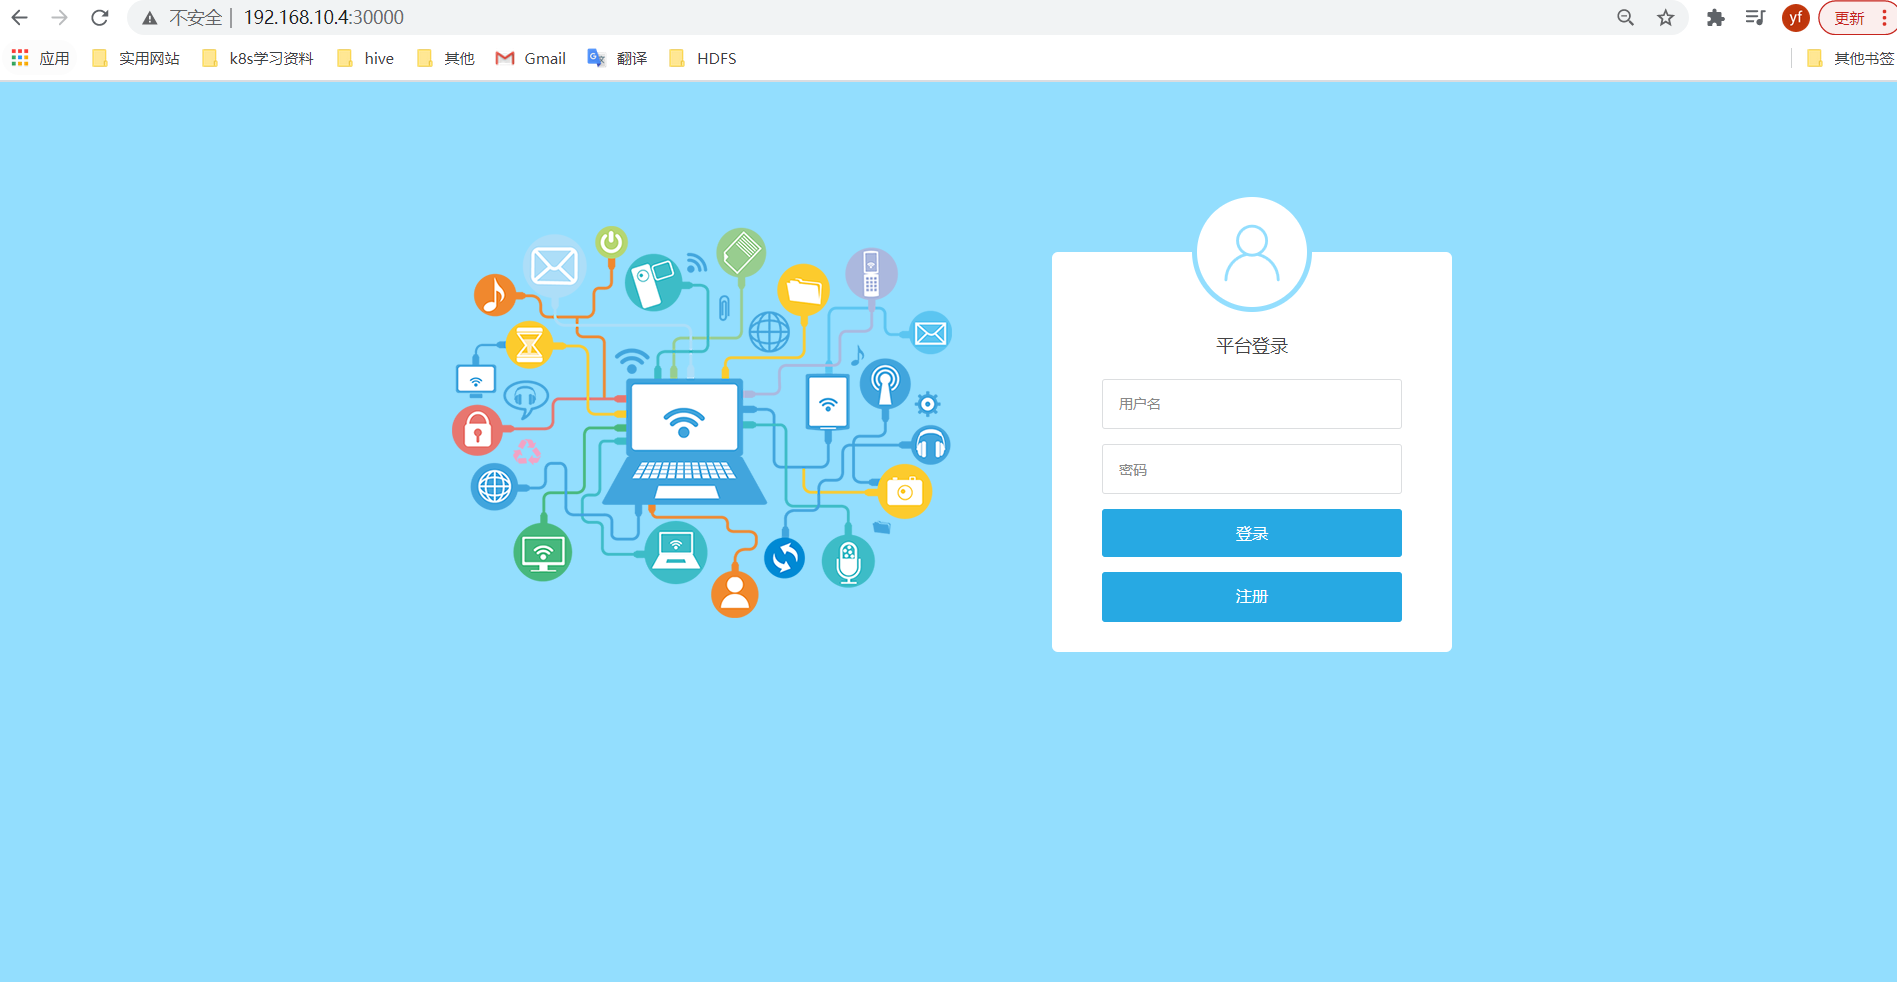 不安全 | 192.168.10.4:30000
yf
更新
应用 实用网站 k8s学习资料 hive 其他 Gmail 翻译 HDFS 其他书签
平台登录
用户名
密码
登录
注册